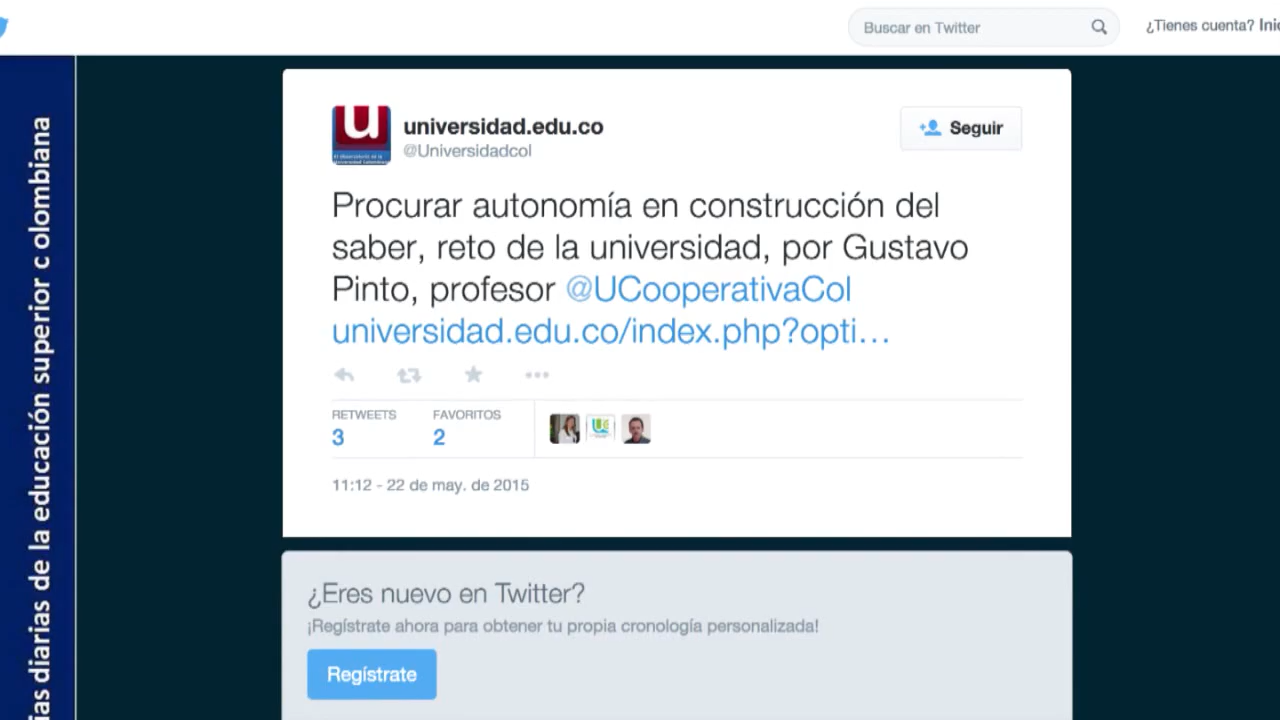 Buscar en Twitter
¿Tienes cuenta?
universidad.edu.co
@Universidadcol
Seguir
Procurar autonomía en construcción del
saber, reto de la universidad, por Gustavo
Pinto, profesor @UCooperativaCol
universidad.edu.co/index.php?opti...
RETWEETS
FAVORITOS
3
2
11:12 - 22 de may. de 2015
¿Eres nuevo en Twitter?
¡Regístrate ahora para obtener tu propia cronología personalizada!
Regístrate
diarias de la educación superior c olombiana